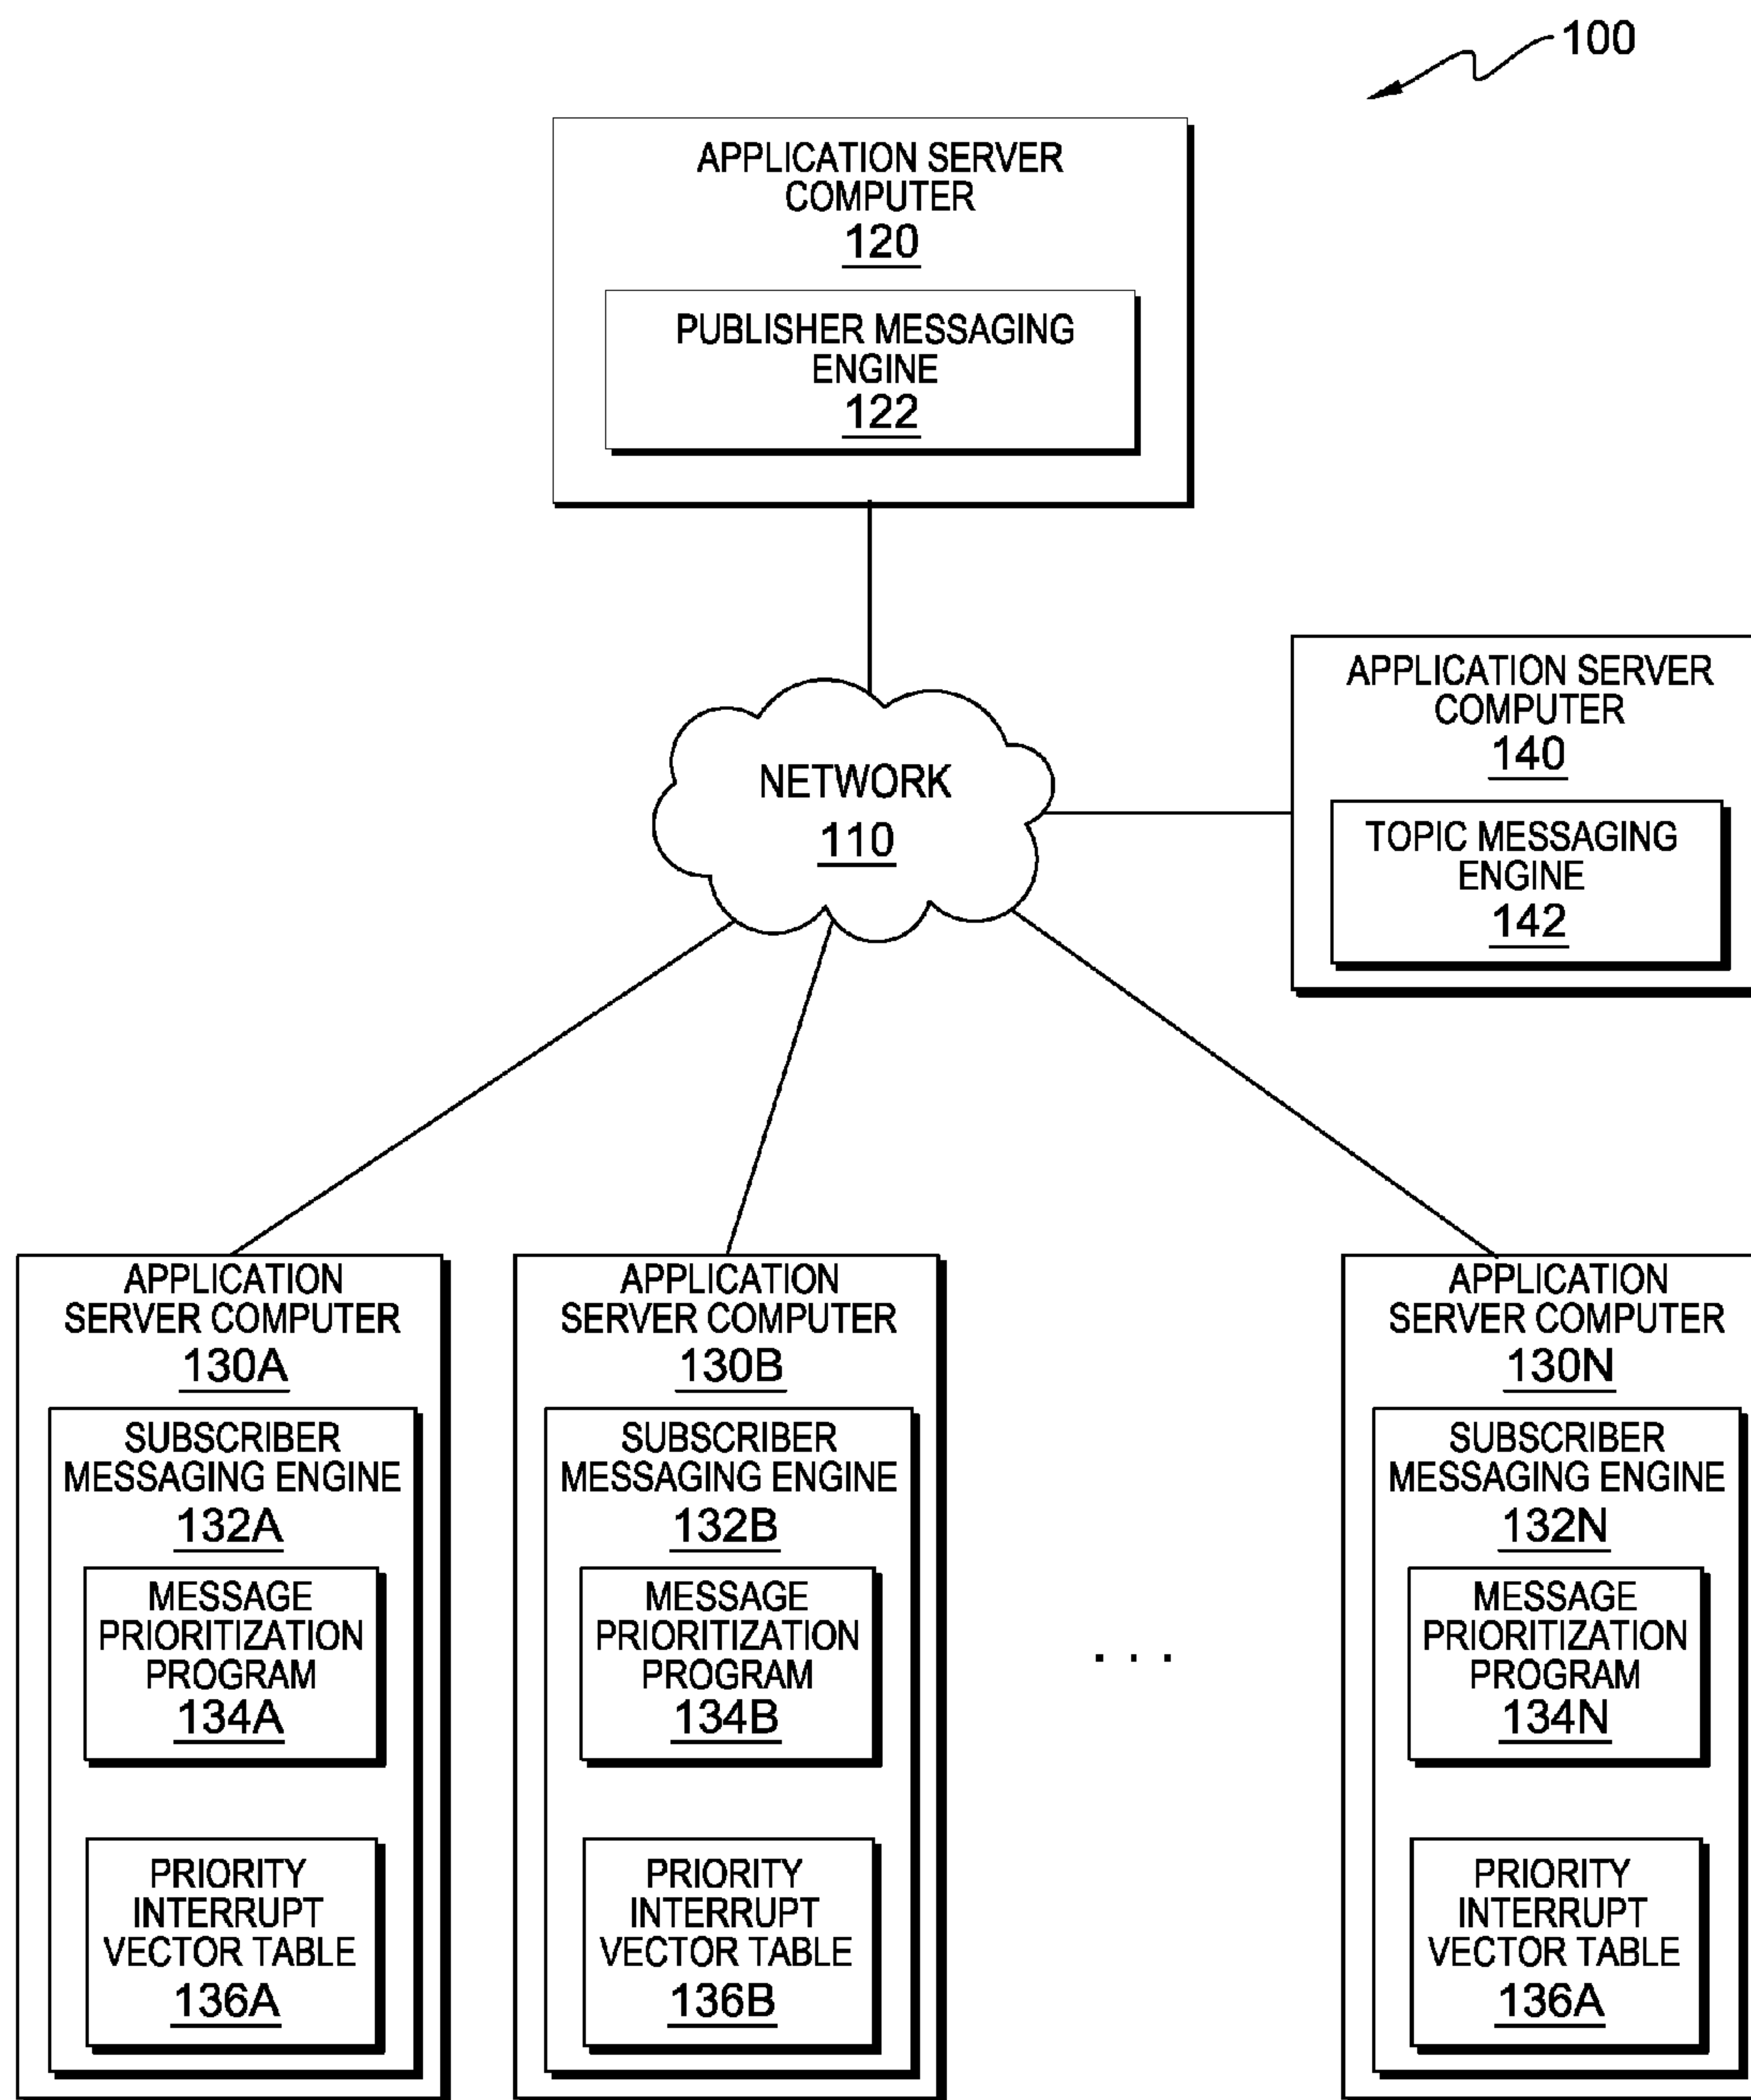 100
APPLICATION SERVER
COMPUTER
120
PUBLISHER MESSAGING
ENGINE
122
NETWORK
110
APPLICATION SERVER
COMPUTER
140
TOPIC MESSAGING
ENGINE
142
APPLICATION
SERVER COMPUTER
130A
SUBSCRIBER
MESSAGING ENGINE
132A
MESSAGE
PRIORITIZATION
PROGRAM
134A
PRIORITY
INTERRUPT
VECTOR TABLE
136A
APPLICATION
SERVER COMPUTER
130B
SUBSCRIBER
MESSAGING ENGINE
132B
MESSAGE
PRIORITIZATION
PROGRAM
134B
PRIORITY
INTERRUPT
VECTOR TABLE
136B
. . .
APPLICATION
SERVER COMPUTER
130N
SUBSCRIBER
MESSAGING ENGINE
132N
MESSAGE
PRIORITIZATION
PROGRAM
134N
PRIORITY
INTERRUPT
VECTOR TABLE
136A